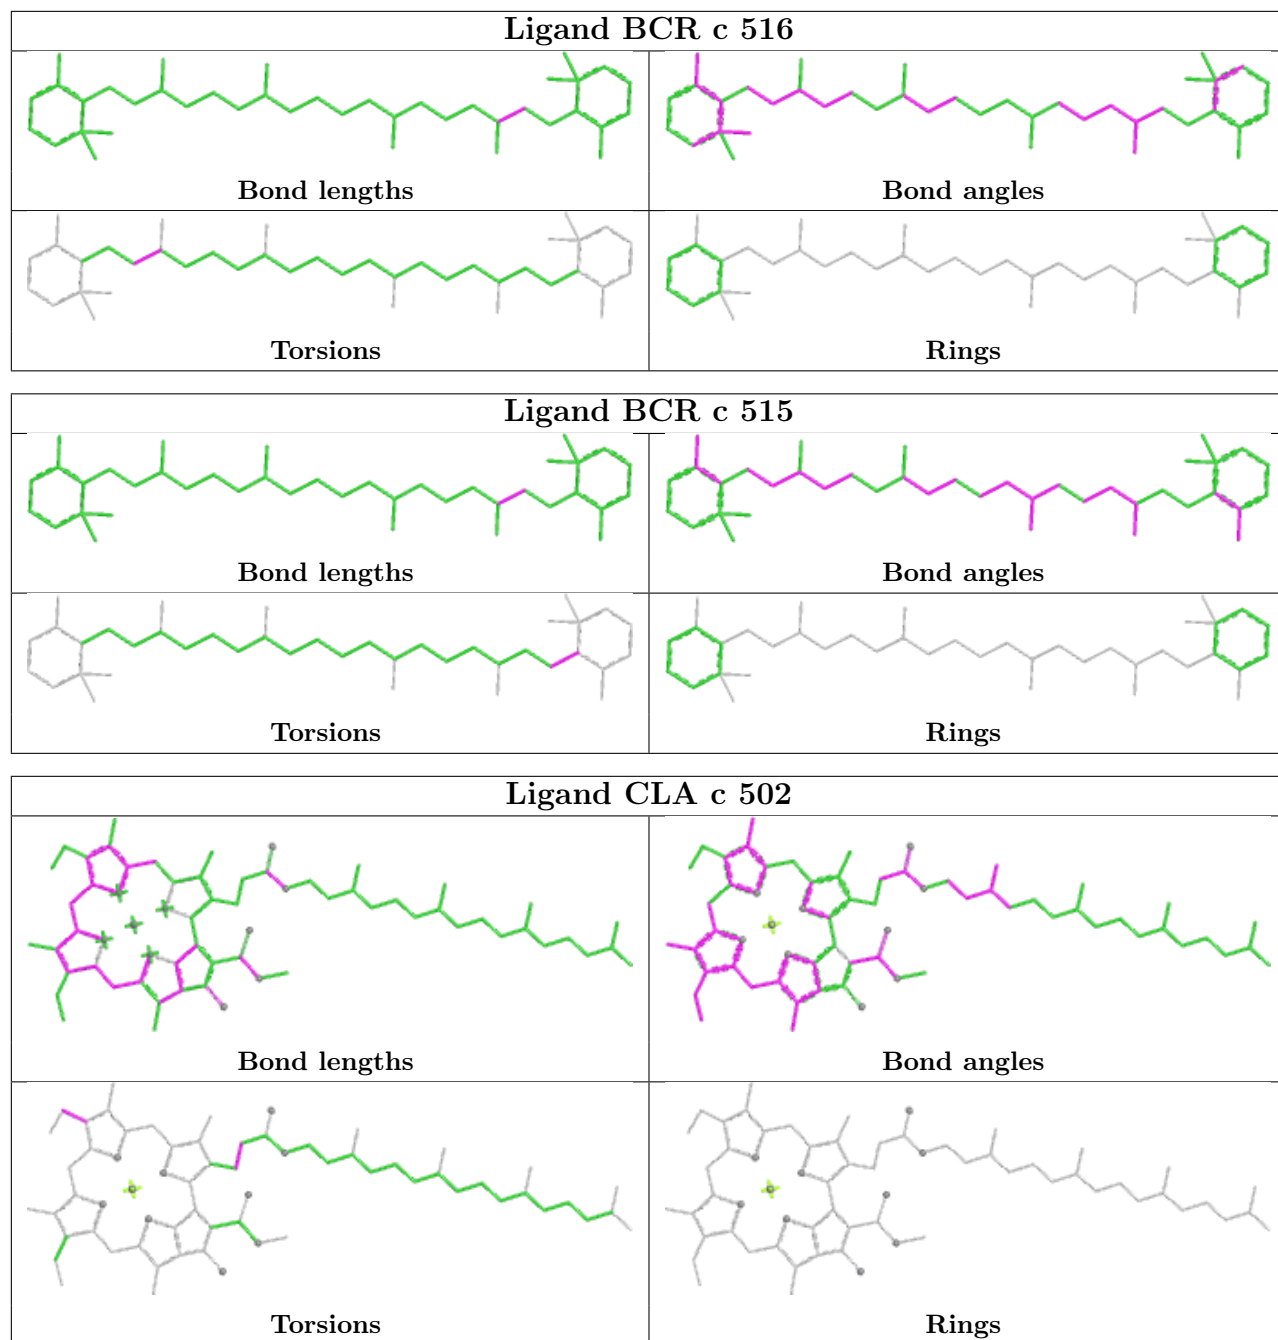 Ligand BCR c 516
Bond lengths
Bond angles
Torsions
Rings
Ligand BCR c 515
Bond lengths
Bond angles
Torsions
Rings
Ligand CLA c 502
Bond lengths
Bond angles
Torsions
Rings